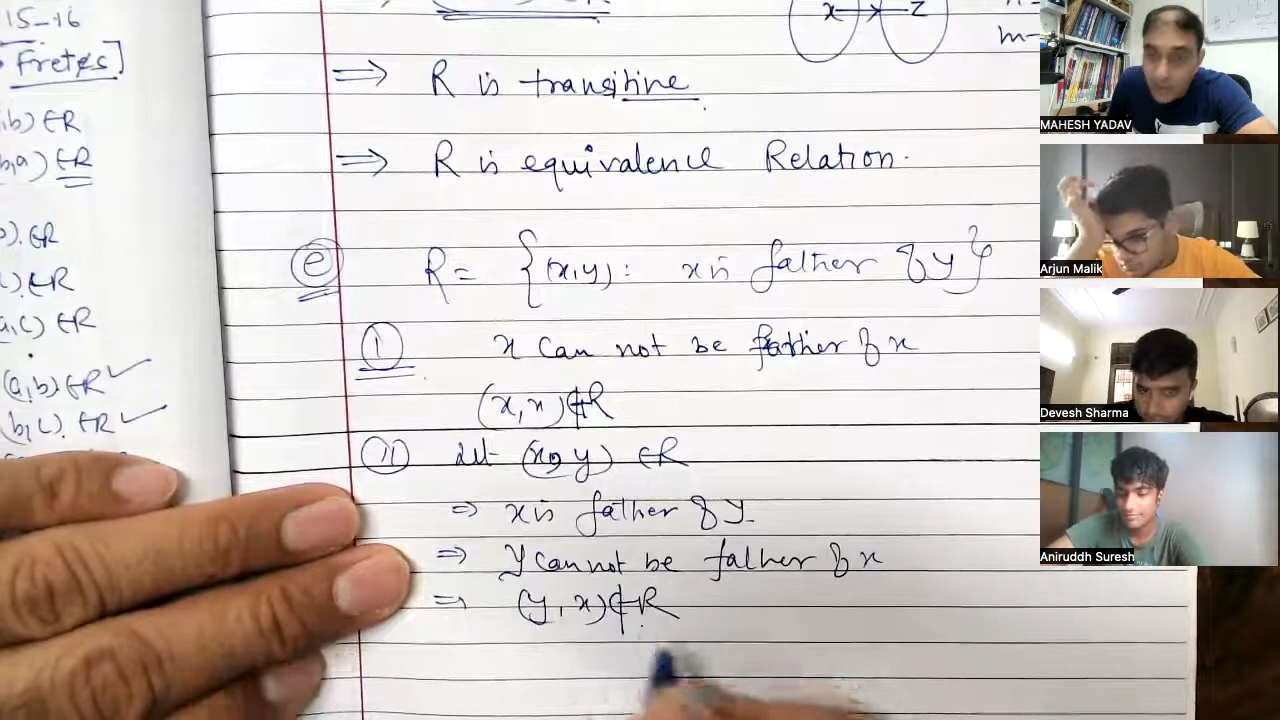 15-16
Fretes]
,b) ∈R
b,a) ∈R
). ∈R
). ∈R
a,c) ∈R
(a,b) ∈R ✓
(b,c). ∈R ✓
x → z
m-
⇒ R is transitive.
⇒ R is equivalence Relation.
(e) R = {(x,y): x is father of y}
(i) x can not be father of x
(x,x)∉R
(ii) Let (x, y) ∈R
⇒ x is father of y
⇒ y can not be father of x
⇒ (y, x)∉R
MAHESH YADAV
Arjun Malik
Devesh Sharma
Aniruddh Suresh